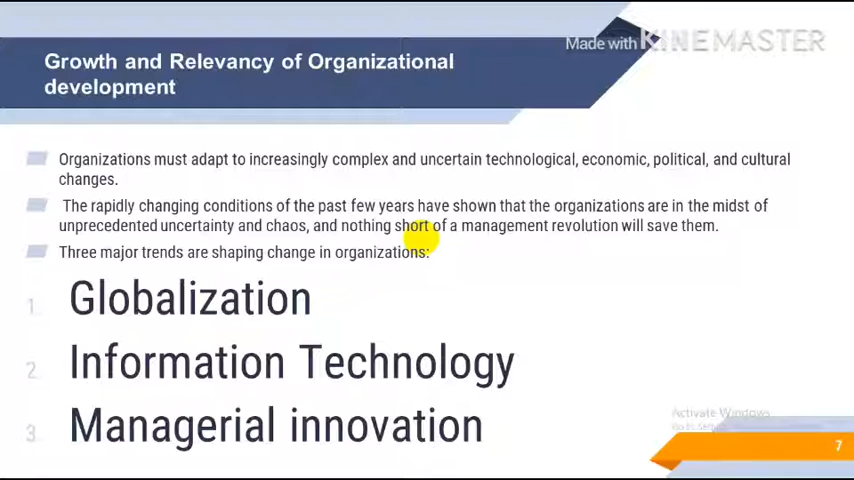 Made with KINEMASTER
Growth and Relevancy of Organizational
development
Organizations must adapt to increasingly complex and uncertain technological, economic, political, and cultural
changes.
The rapidly changing conditions of the past few years have shown that the organizations are in the midst of
unprecedented uncertainty and chaos, and nothing short of a management revolution will save them.
Three major trends are shaping change in organizations:
1. Globalization
2. Information Technology
3. Managerial innovation
Activate Windows
7